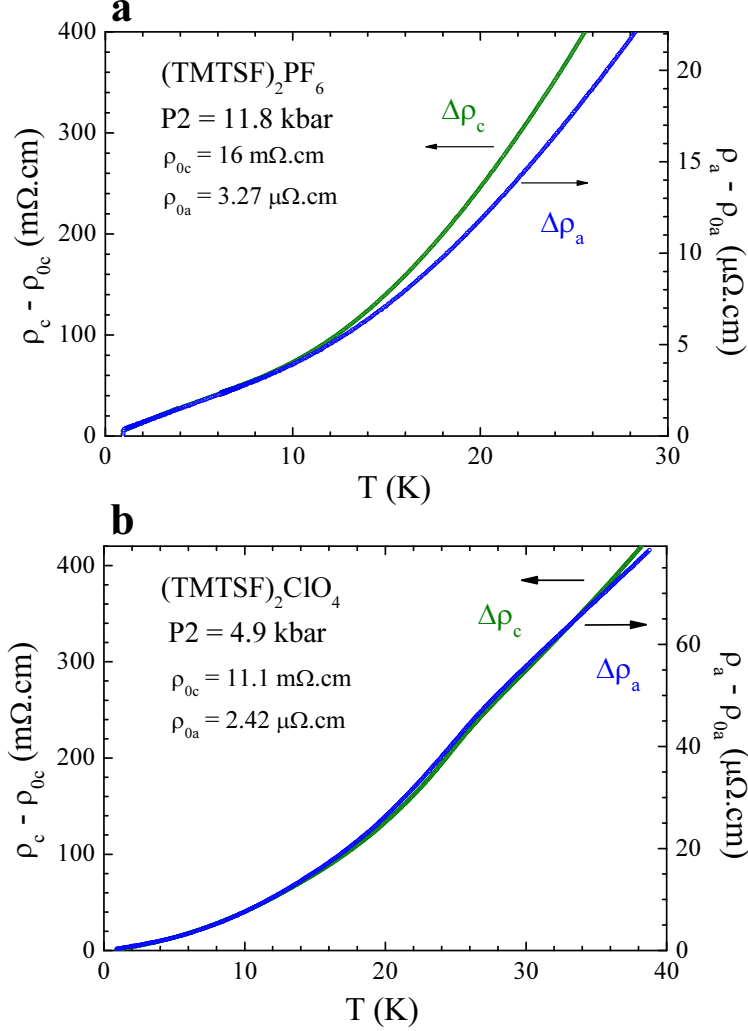 a
(TMTSF)₂PF₆
P2 = 11.8 kbar
ρ₀c = 16 mΩ.cm
ρ₀a = 3.27 μΩ.cm
Δρc
Δρa
400
300
200
100
0
ρc - ρ₀c (mΩ.cm)
20
15
10
5
0
ρa - ρ₀a (μΩ.cm)
0 10 20 30
T (K)
b
(TMTSF)₂ClO₄
P2 = 4.9 kbar
ρ₀c = 11.1 mΩ.cm
ρ₀a = 2.42 μΩ.cm
Δρc
Δρa
400
300
200
100
0
ρc - ρ₀c (mΩ.cm)
60
40
20
0
ρa - ρ₀a (μΩ.cm)
0 10 20 30 40
T (K)